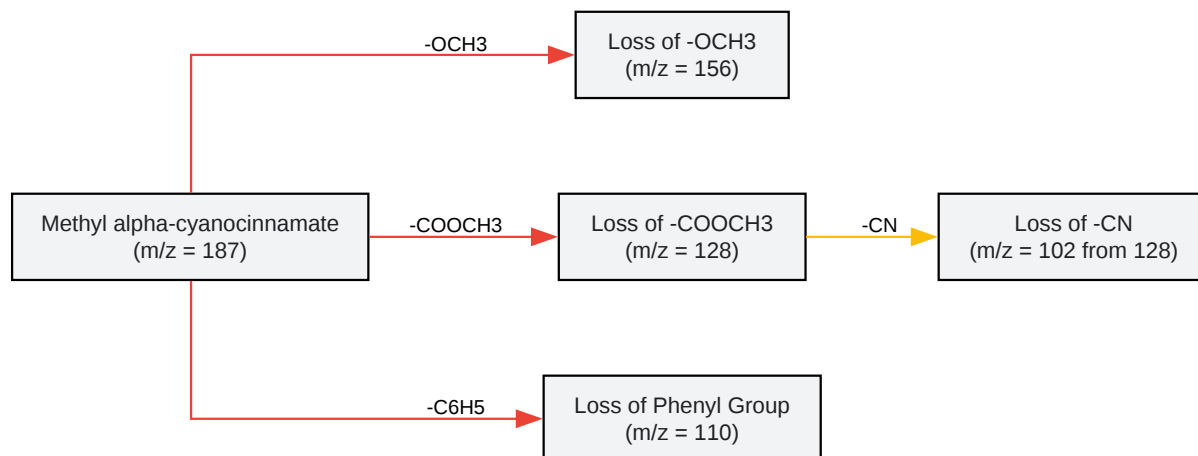 -OCH3
Loss of -OCH3
(m/z = 156)
Methyl alpha-cyanocinnamate
(m/z = 187)
-COOCH3
Loss of -COOCH3
(m/z = 128)
-CN
Loss of -CN
(m/z = 102 from 128)
-C6H5
Loss of Phenyl Group
(m/z = 110)